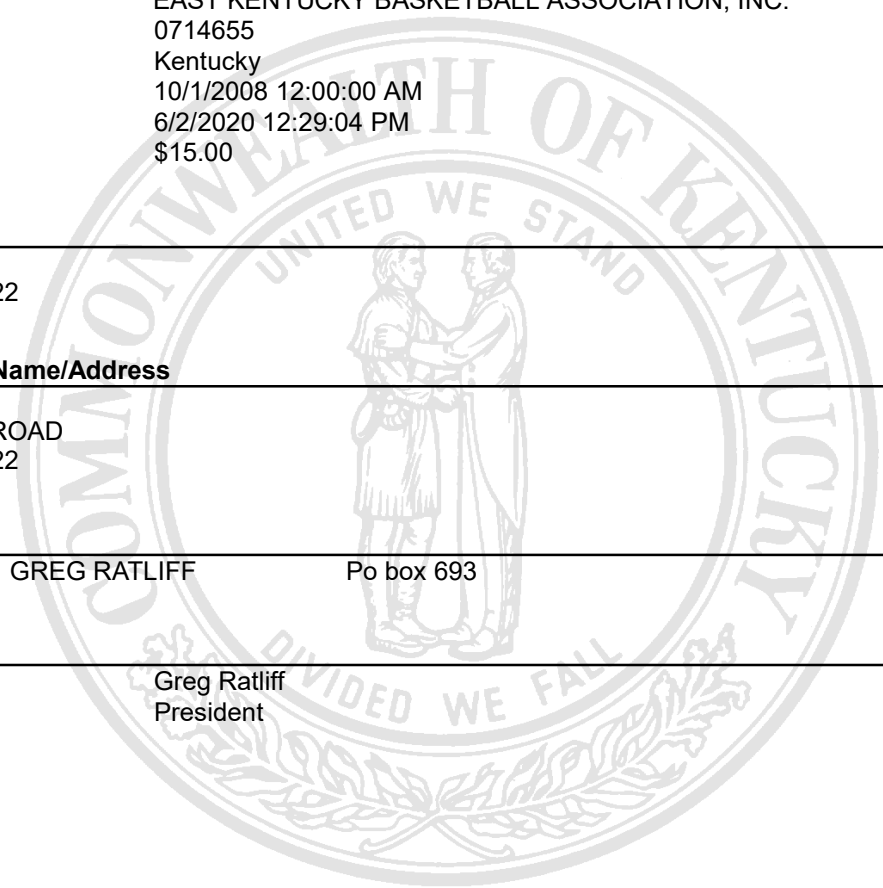 EAST KENTUCKY BASKETBALL ASSOCIATION, INC.
0714655
Kentucky
10/1/2008 12:00:00 AM
6/2/2020 12:29:04 PM
$15.00
COMMONWEALTH OF KENTUCKY
UNITED WE STAND
22
Name/Address
ROAD
22
GREG RATLIFF Po box 693
DIVIDED WE FALL
Greg Ratliff
President